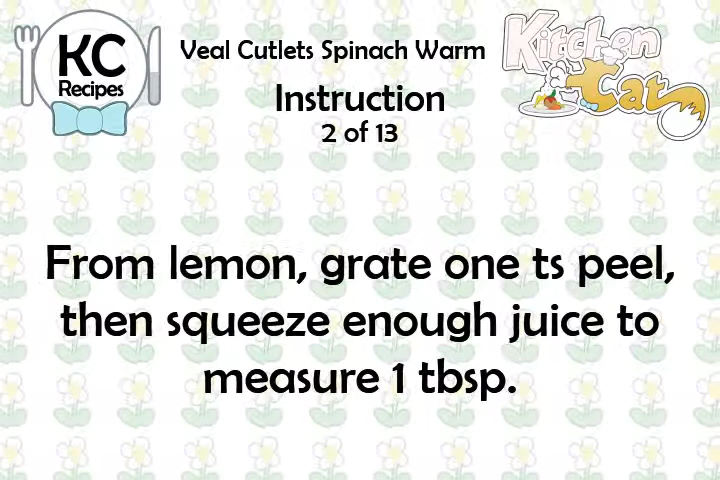 KC
Recipes
Veal Cutlets Spinach Warm
Instruction
2 of 13
Kitchen
Cat
From lemon, grate one ts peel,
then squeeze enough juice to
measure 1 tbsp.